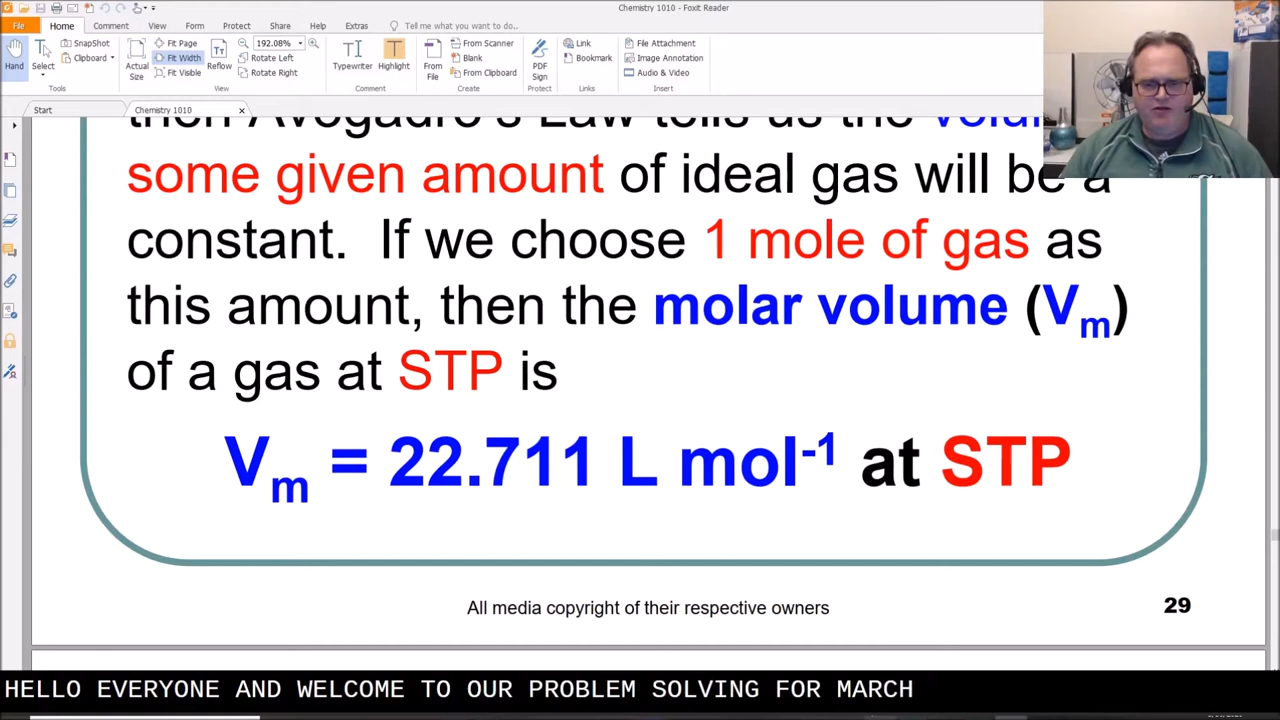 Chemistry 1010 - Foxit Reader
File Home Comment View Form Protect Share Help Extras Tell me what you want to do..
Hand
Select
SnapShot
Clipboard
Tools
Actual Size
Fit Page
Fit Width
Fit Visible
Reflow
192.08%
Rotate Left
Rotate Right
View
Typewriter
Highlight
Comment
From File
From Scanner
Blank
From Clipboard
Create
PDF Sign
Protect
Link
Bookmark
Links
File Attachment
Image Annotation
Audio & Video
Insert
Start Chemistry 1010
then Avogadro's Law tells us the
some given amount of ideal gas will be a
constant. If we choose 1 mole of gas as
this amount, then the molar volume (Vm)
of a gas at STP is
Vm = 22.711 L mol-1 at STP
All media copyright of their respective owners
29
HELLO EVERYONE AND WELCOME TO OUR PROBLEM SOLVING FOR MARCH